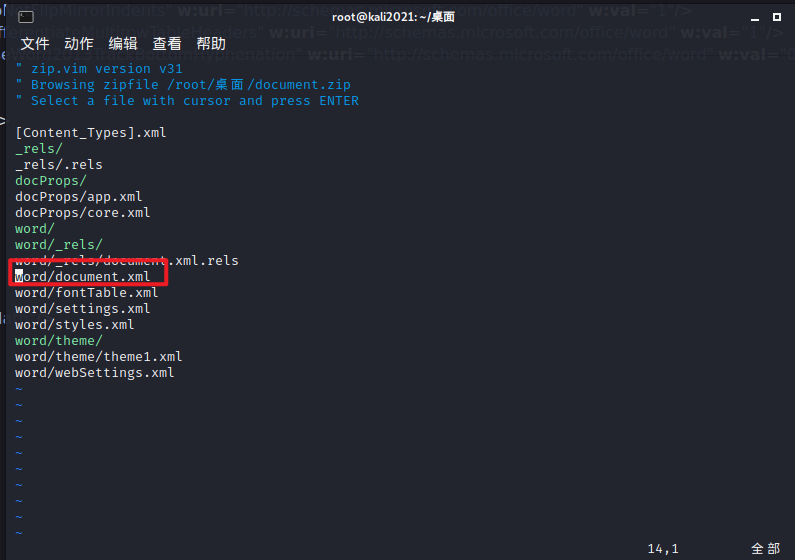 root@kali2021: ~/桌面
文件 动作 编辑 查看 帮助
" zip.vim version v31
" Browsing zipfile /root/桌面/document.zip
" Select a file with cursor and press ENTER
[Content_Types].xml
_rels/
_rels/.rels
docProps/
docProps/app.xml
docProps/core.xml
word/
word/_rels/
word/_rels/document.xml.rels
word/document.xml
word/fontTable.xml
word/settings.xml
word/styles.xml
word/theme/
word/theme/theme1.xml
word/webSettings.xml
~
~
~
~
~
~
~
~
~
~
14,1 全部